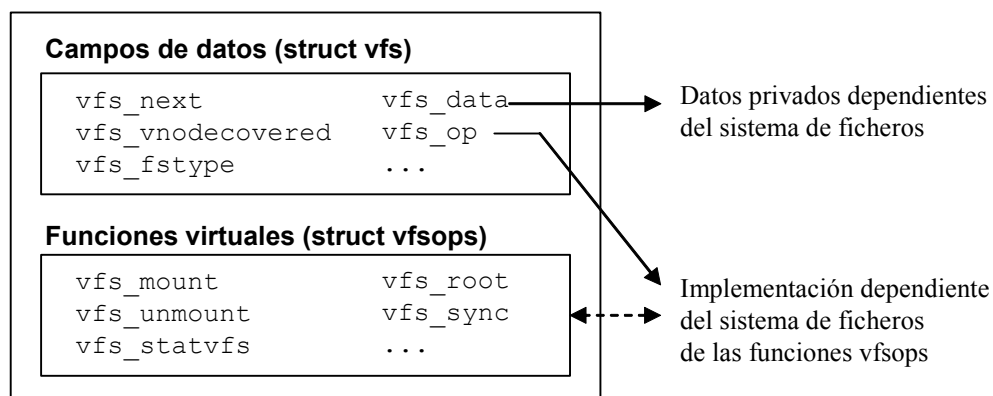 Campos de datos (struct vfs)
vfs_next vfs_data
vfs_vnodecovered vfs_op
vfs_fstype ...
Datos privados dependientes
del sistema de ficheros
Funciones virtuales (struct vfsops)
vfs_mount vfs_root
vfs_unmount vfs_sync
vfs_statvfs ...
Implementación dependiente
del sistema de ficheros
de las funciones vfsops